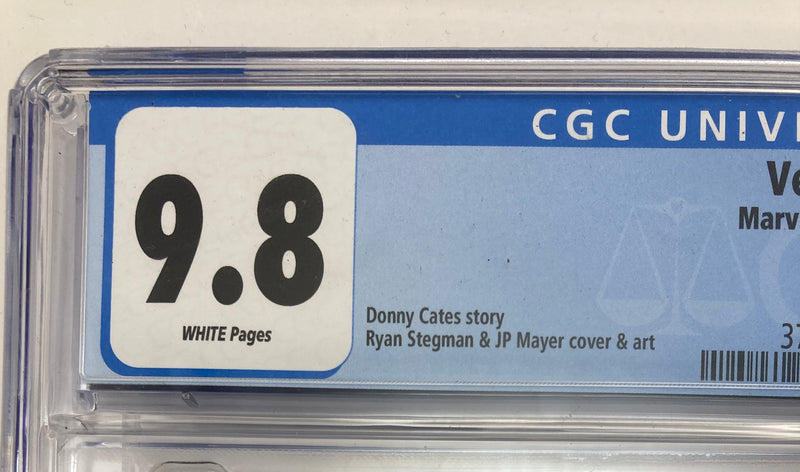 CGC UNIV
9.8
WHITE Pages
Ve
Marv
Donny Cates story
Ryan Stegman & JP Mayer cover & art
37